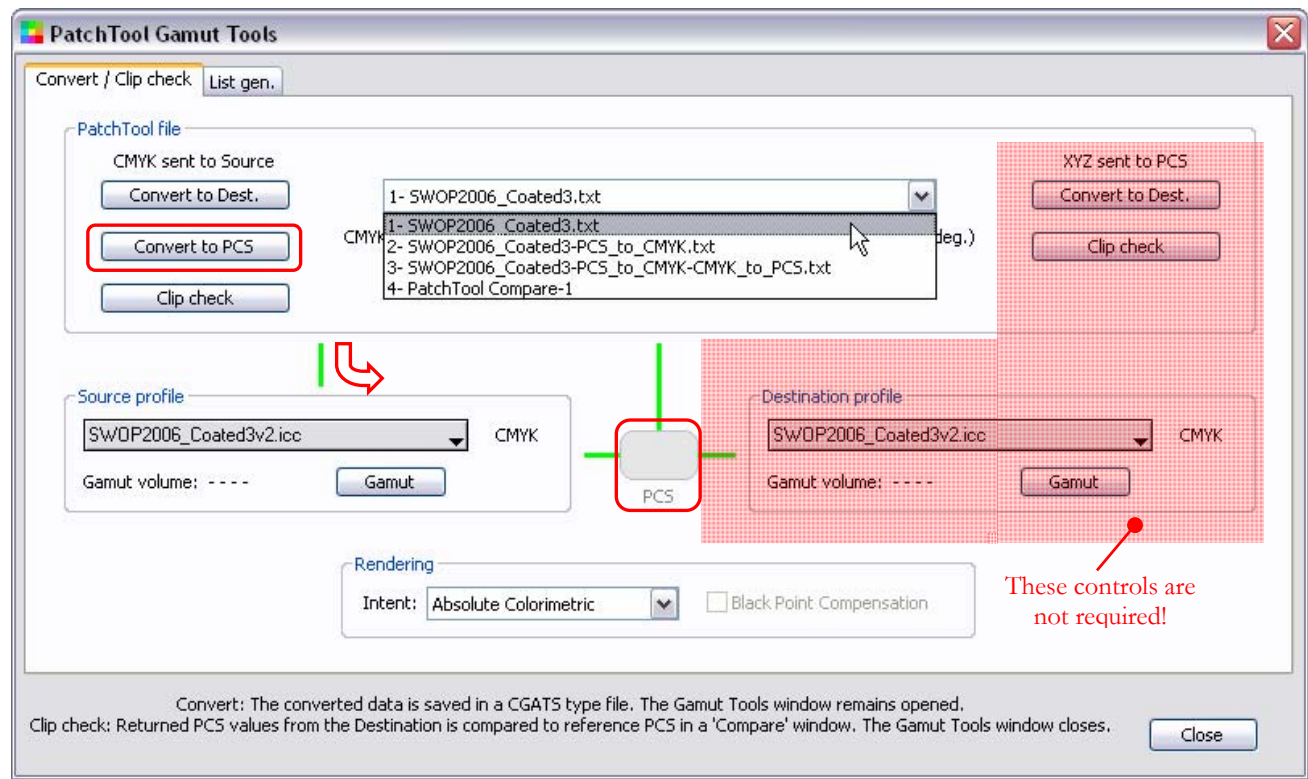 PatchTool Gamut Tools
Convert / Clip check
List gen.
PatchTool file
CMYK sent to Source
XYZ sent to PCS
Convert to Dest.
1- SWOP2006_Coated3.txt
Convert to Dest.
1- SWOP2006_Coated3.txt
Convert to PCS
CMYK
2- SWOP2006_Coated3-PCS_to_CMYK.txt
deg.)
Clip check
3- SWOP2006_Coated3-PCS_to_CMYK-CMYK_to_PCS.txt
4- PatchTool Compare-1
Clip check
Source profile
SWOP2006_Coated3v2.icc
CMYK
Gamut volume: - - - -
Gamut
PCS
Destination profile
SWOP2006_Coated3v2.icc
CMYK
Gamut volume: - - - -
Gamut
These controls are
not required!
Rendering
Intent:
Absolute Colorimetric
Black Point Compensation
Convert: The converted data is saved in a CGATS type file. The Gamut Tools window remains opened.
Clip check: Returned PCS values from the Destination is compared to reference PCS in a 'Compare' window. The Gamut Tools window closes.
Close